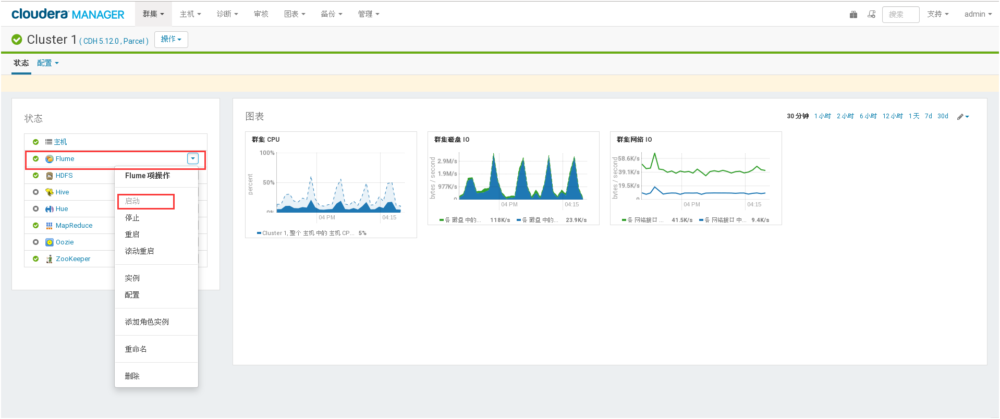 cloudera MANAGER 群集 主机 诊断 审核 图表 备份 管理 搜索 支持 admin
Cluster 1 ( CDH 5.12.0 , Parcel ) 操作
状态 配置
状态
主机
Flume
HDFS
Hive
Hue
MapReduce
Oozie
ZooKeeper
Flume 项操作
启动
停止
重启
滚动重启
实例
配置
添加角色实例
重命名
删除
图表
30 分钟 1 小时 2 小时 6 小时 12 小时 1 天 7d 30d
群集 CPU
percent
100%
50%
0%
04 PM 04:15
Cluster 1, 整个 主机 中的 主机 CP... 5%
群集磁盘 IO
bytes / second
2.9M/s
1.9M/s
977K/s
0
04 PM 04:15
各 磁盘 中的... 118K/s 各 磁盘 中的... 23.9K/s
群集网络 IO
bytes / second
58.6K/s
39.1K/s
19.5K/s
0
04 PM 04:15
各 网络接口 ... 41.5K/s 各 网络接口 中... 9.4K/s